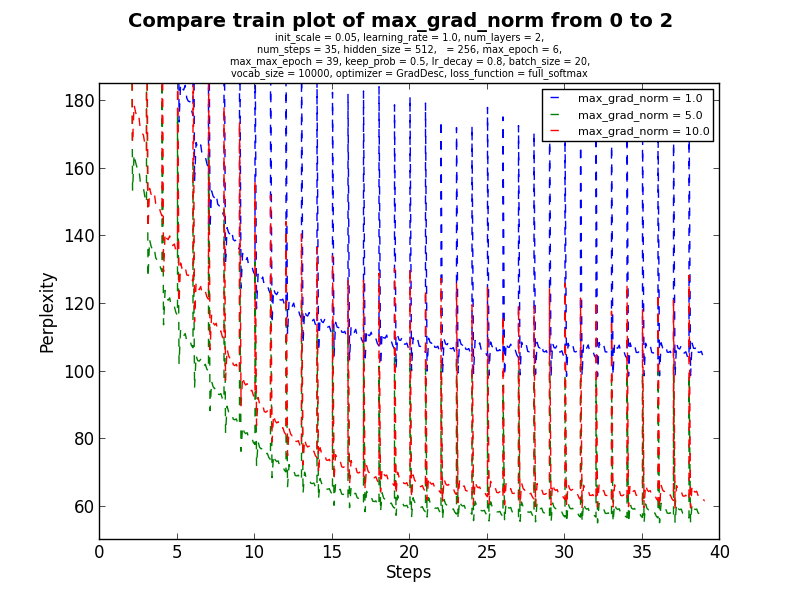 Compare train plot of max_grad_norm from 0 to 2
init_scale = 0.05, learning_rate = 1.0, num_layers = 2,
num_steps = 35, hidden_size = 512,   = 256, max_epoch = 6,
max_max_epoch = 39, keep_prob = 0.5, lr_decay = 0.8, batch_size = 20,
vocab_size = 10000, optimizer = GradDesc, loss_function = full_softmax
max_grad_norm = 1.0
max_grad_norm = 5.0
max_grad_norm = 10.0
180
160
140
120
100
80
60
Perplexity
0 5 10 15 20 25 30 35 40
Steps